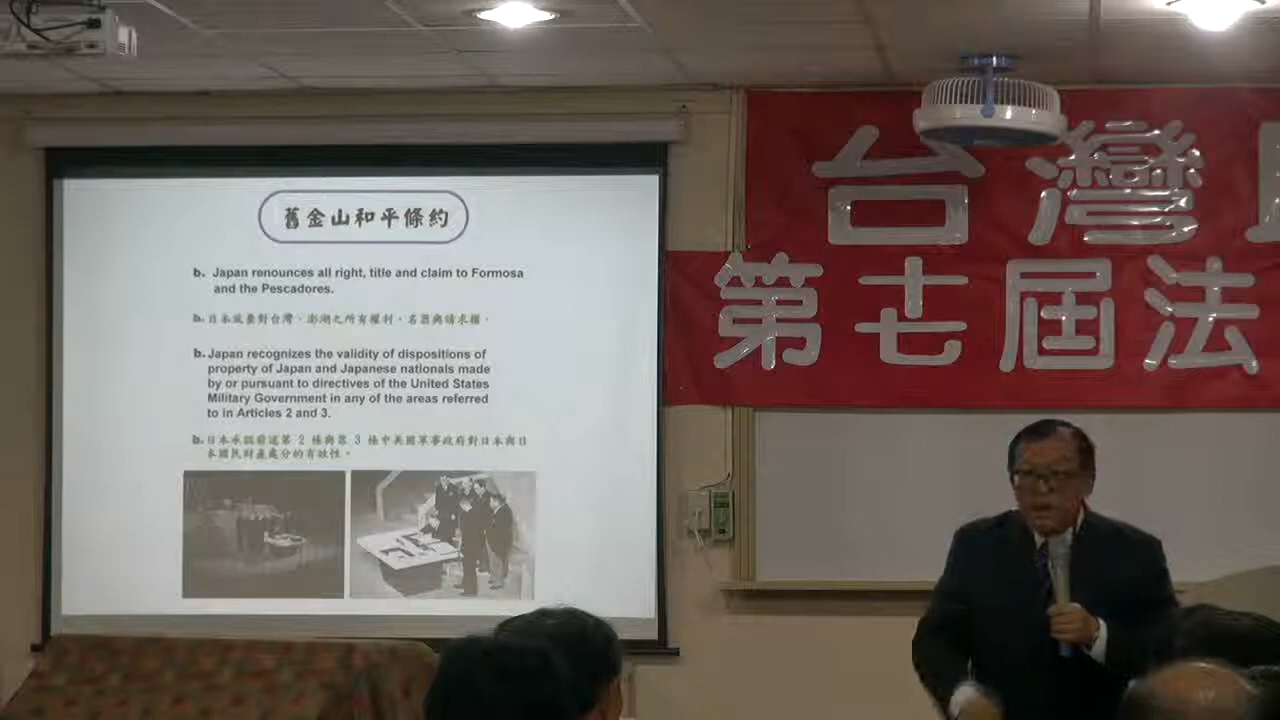 舊金山和平條約
b. Japan renounces all right, title and claim to Formosa
and the Pescadores.
b. 日本放棄對台灣、澎湖之所有權利,名器與請求權.
b. Japan recognizes the validity of dispositions of
property of Japan and Japanese nationals made
by or pursuant to directives of the United States
Military Government in any of the areas referred
to in Articles 2 and 3.
b. 日本承認前述第 2 條與第 3 條中美國軍事政府對日本與日
本國民財產處分的有效性。
台灣
第七屆法